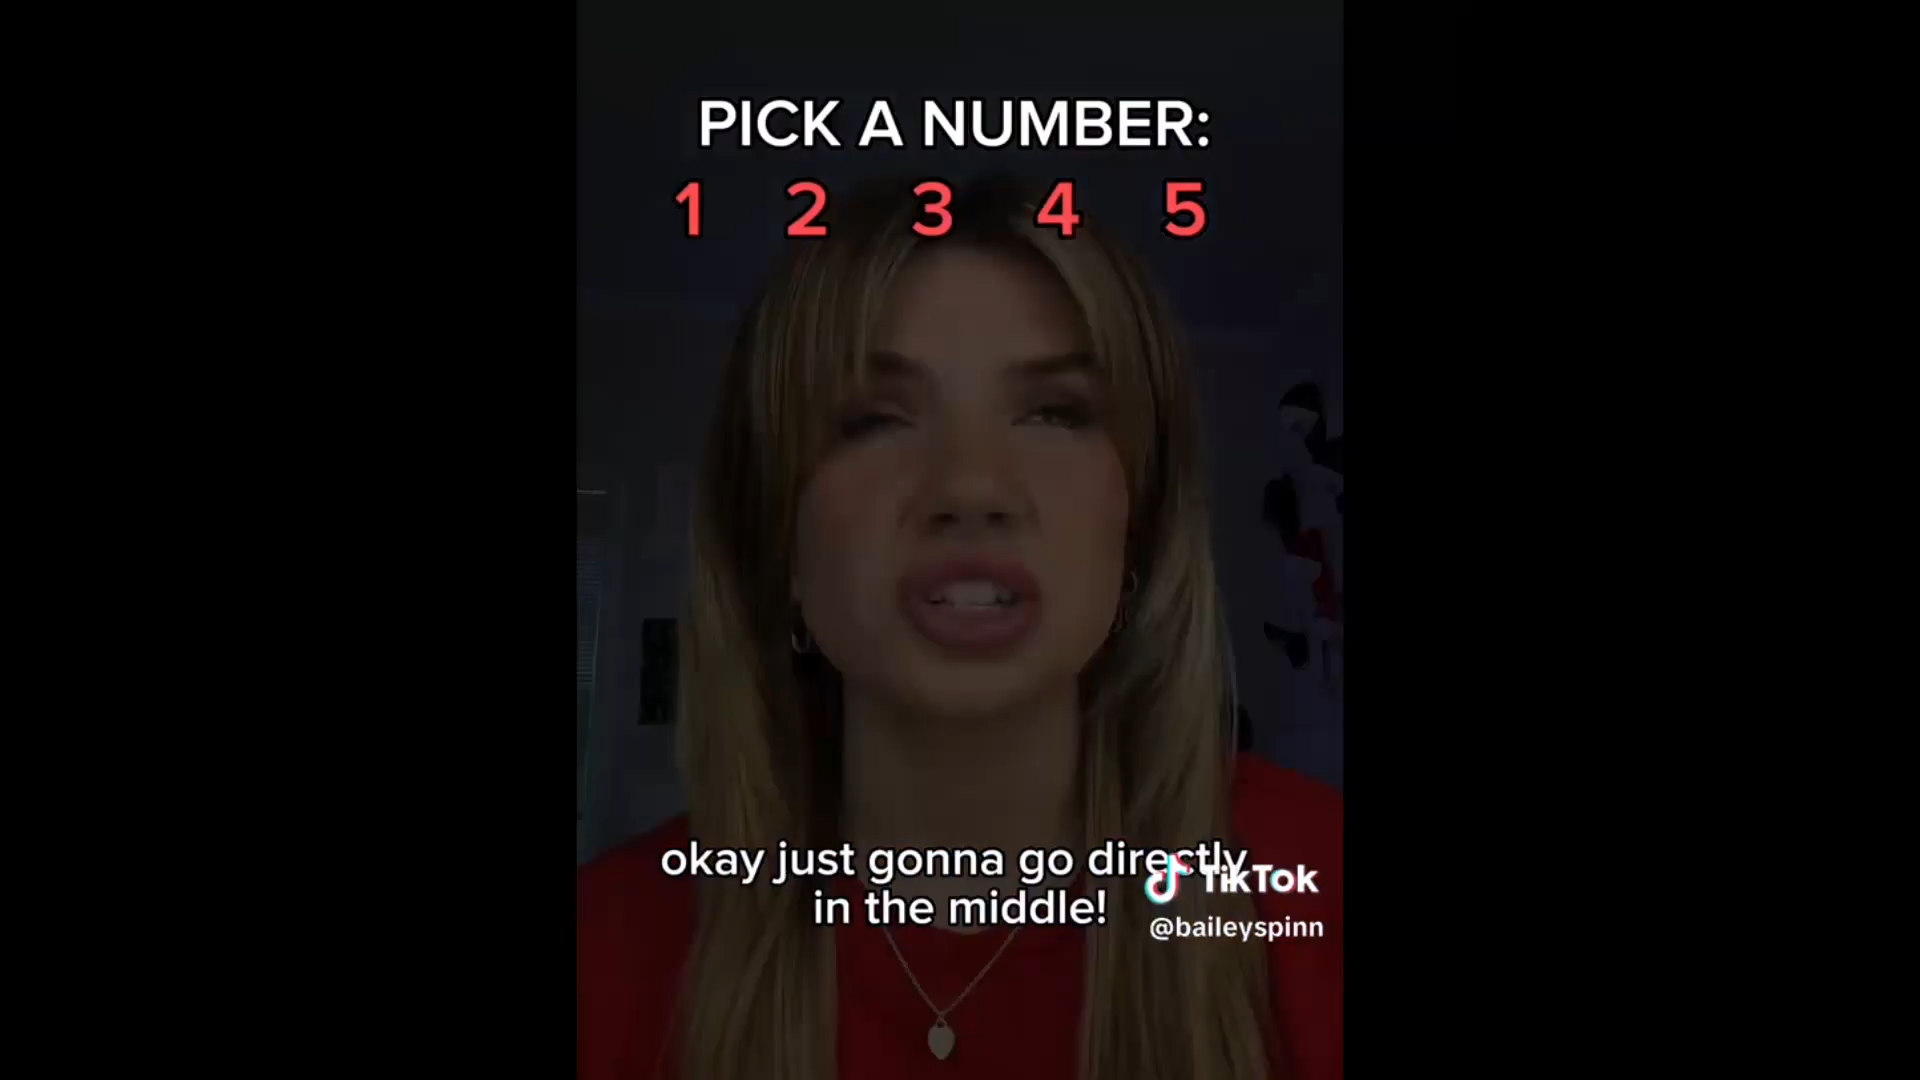 PICK A NUMBER:
1 2 3 4 5
okay just gonna go directly
in the middle!
TikTok
@baileyspinn